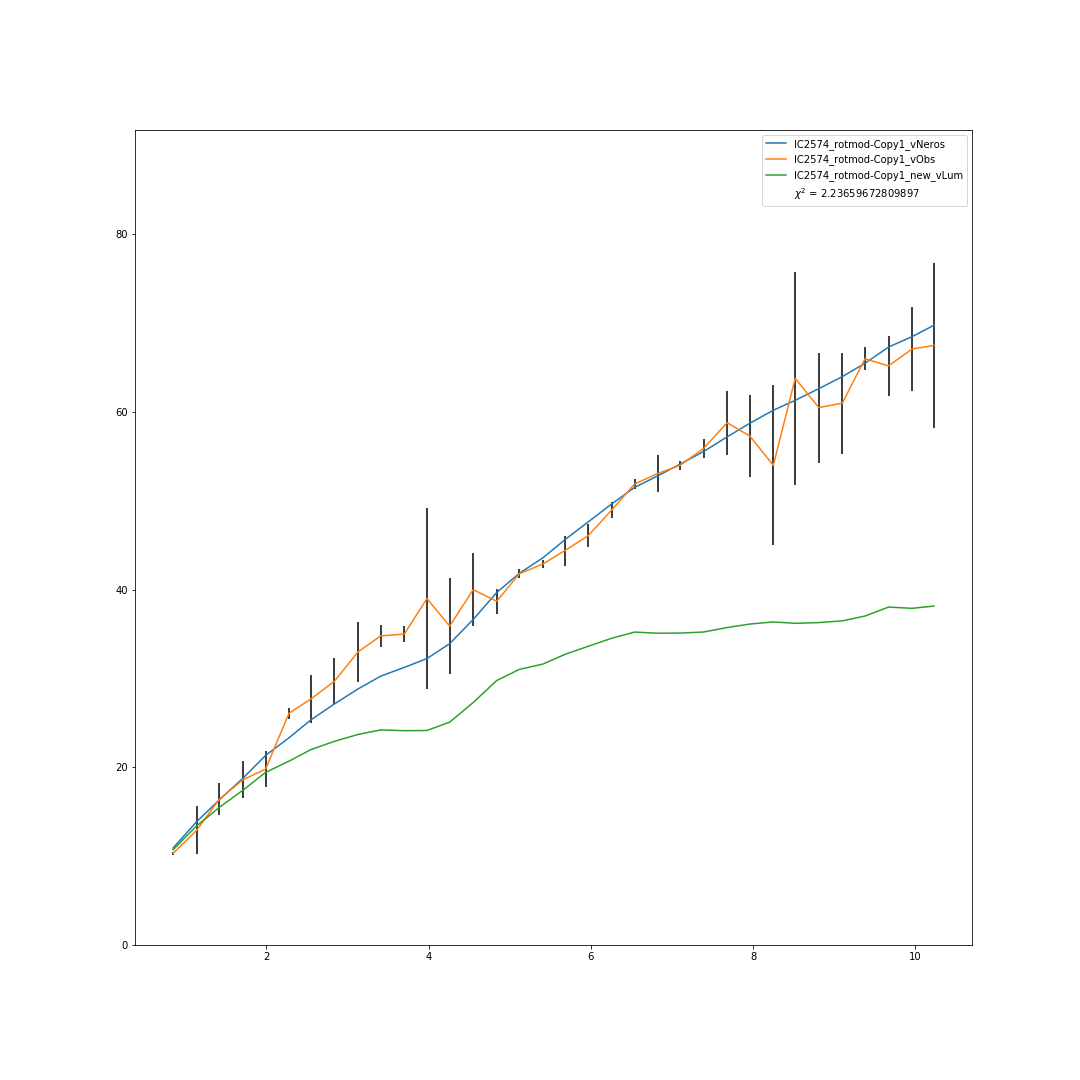 IC2574_rotmod-Copy1_vNeros
IC2574_rotmod-Copy1_vObs
IC2574_rotmod-Copy1_new_vLum
χ² = 2.23659672809897
80
60
40
20
0
2 4 6 8 10